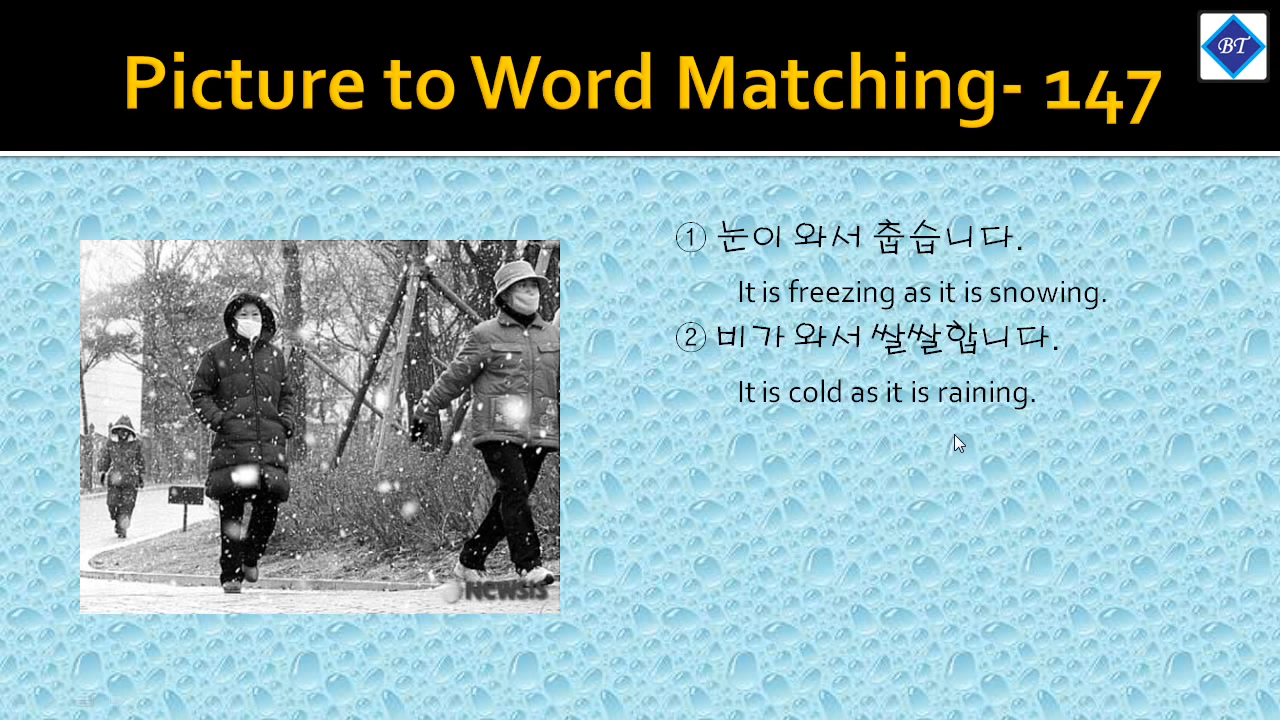 Picture to Word Matching- 147
BT
① 눈이 와서 춥습니다.
It is freezing as it is snowing.
② 비가 와서 쌀쌀합니다.
It is cold as it is raining.
NEWSIS